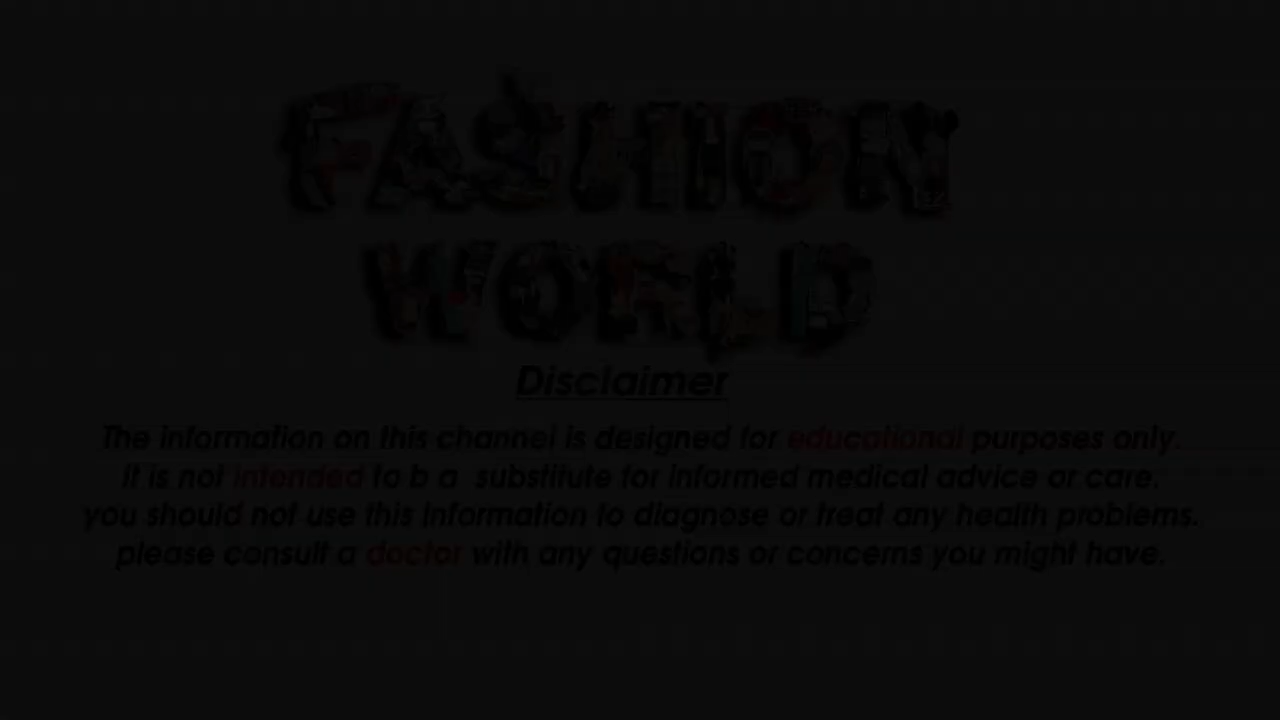 FASHION
WORLD
Disclaimer
The information on this channel is designed for educational purposes only.
It is not intended to b a substitute for informed medical advice or care.
you should not use this information to diagnose or treat any health problems.
please consult a doctor with any questions or concerns you might have.